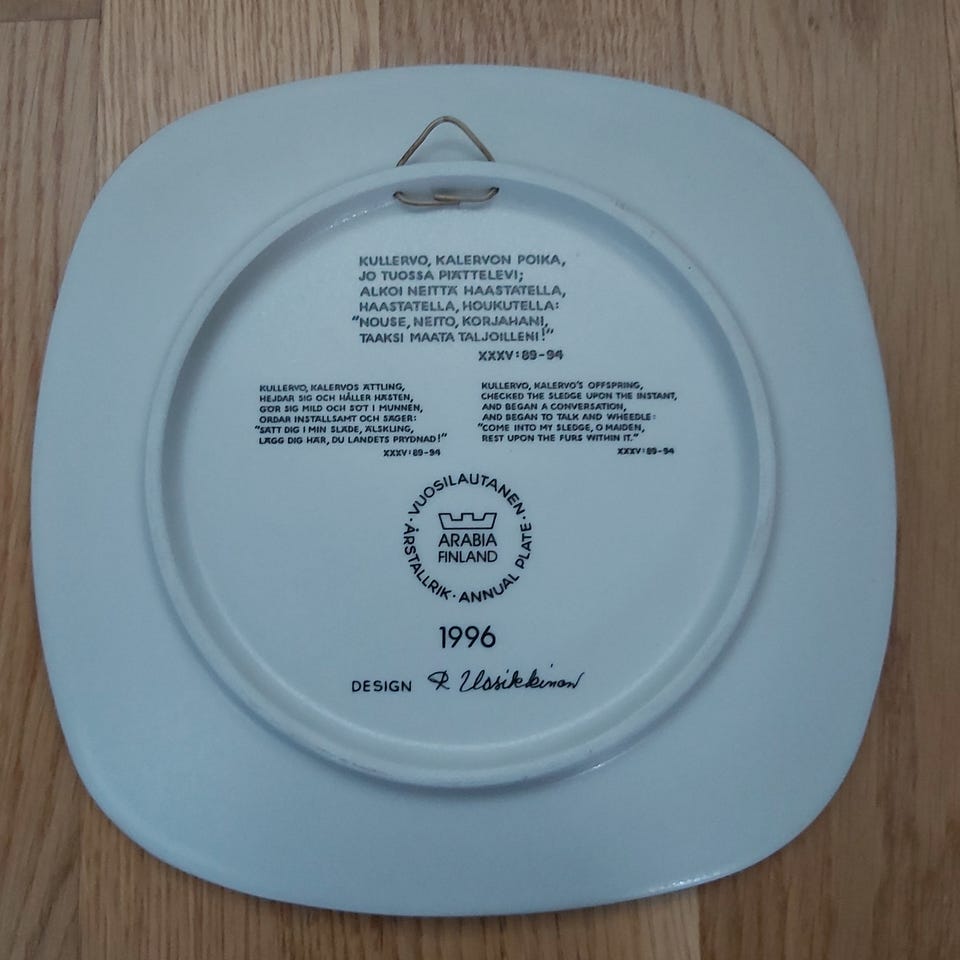 KULLERVO, KALERVON POIKA,
JO TUOSSA PIÄTTELEVI;
ALKOI NEITTÄ HAASTATELLA,
HAASTATELLA, HOUKUTELLA:
"NOUSE, NEITO, KORJAHANI,
TAAKSI MAATA TALJOILLENI!"
XXXV:89-94
KULLERVO, KALERVOS ÄTTLING,
HEJDAR SIG OCH HÅLLER HÄSTEN,
GÖR SIG MILD OCH SÖT I MUNNEN,
ORDAR INSTÄLLSAMT OCH SÄGER:
"SÄTT DIG I MIN SLÄDE, ÄLSKLING,
LÄGG DIG HÄR, DU LANDETS PRYDNAD!"
XXXV:89-94
KULLERVO, KALERVO'S OFFSPRING,
CHECKED THE SLEDGE UPON THE INSTANT,
AND BEGAN A CONVERSATION,
AND BEGAN TO TALK AND WHEEDLE:
"COME INTO MY SLEDGE, O MAIDEN,
REST UPON THE FURS WITHIN IT."
XXXV:89-94
· VUOSILAUTANEN · ANNUAL PLATE · ÅRSTALLRIK
ARABIA
FINLAND
1996
DESIGN R Uosikkinen